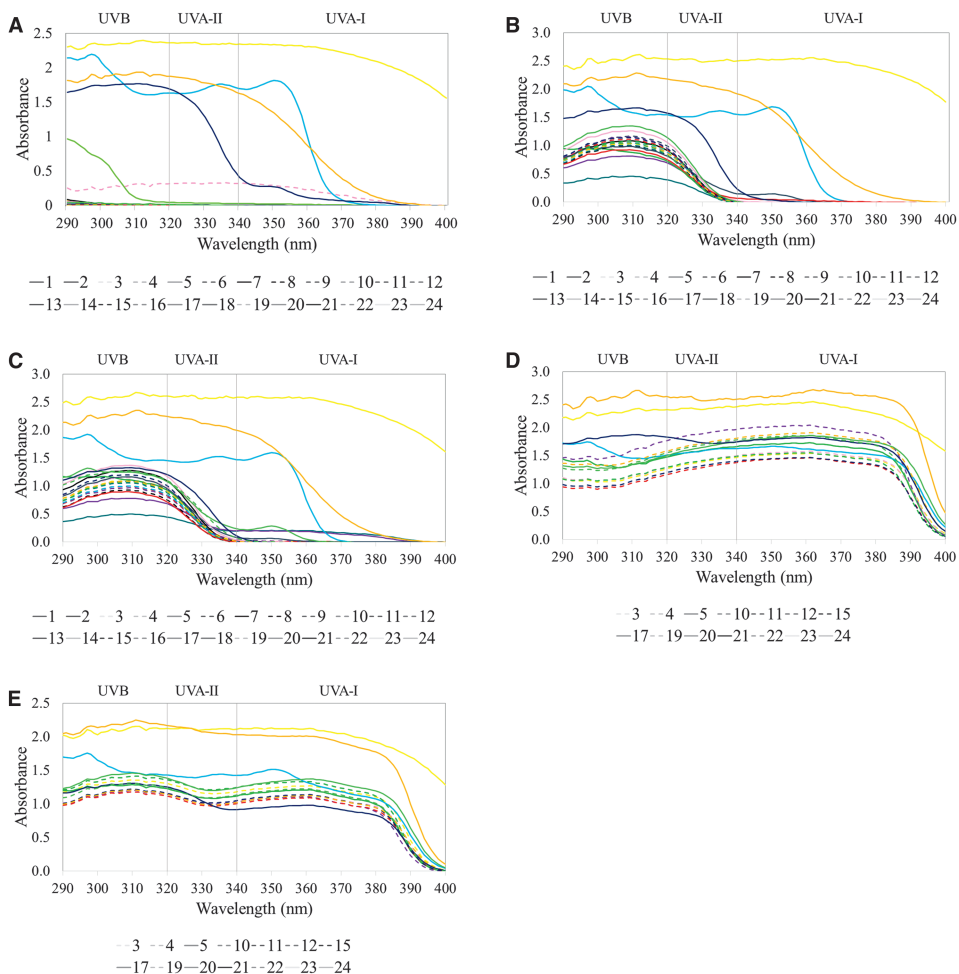 A
UVB UVA-II UVA-I
2.5
2
1.5
1
0.5
0
Absorbance
290 300 310 320 330 340 350 360 370 380 390 400
Wavelength (nm)
1 2 3 4 5 6 7 8 9 10 11 12
13 14 15 16 17 18 19 20 21 22 23 24
B
UVB UVA-II UVA-I
3.0
2.5
2.0
1.5
1.0
0.5
0.0
Absorbance
290 300 310 320 330 340 350 360 370 380 390 400
Wavelength (nm)
1 2 3 4 5 6 7 8 9 10 11 12
13 14 15 16 17 18 19 20 21 22 23 24
C
UVB UVA-II UVA-I
3.0
2.5
2.0
1.5
1.0
0.5
0.0
Absorbance
290 300 310 320 330 340 350 360 370 380 390 400
Wavelength (nm)
1 2 3 4 5 6 7 8 9 10 11 12
13 14 15 16 17 18 19 20 21 22 23 24
D
UVB UVA-II UVA-I
3.0
2.5
2.0
1.5
1.0
0.5
0.0
Absorbance
290 300 310 320 330 340 350 360 370 380 390 400
Wavelength (nm)
3 4 5 10 11 12 15
17 19 20 21 22 23 24
E
UVB UVA-II UVA-I
2.5
2.0
1.5
1.0
0.5
0.0
Absorbance
290 300 310 320 330 340 350 360 370 380 390 400
Wavelength (nm)
3 4 5 10 11 12 15
17 19 20 21 22 23 24